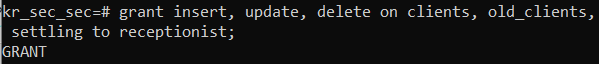 kr_sec_sec=# grant insert, update, delete on clients, old_clients,
settling to receptionist;
GRANT